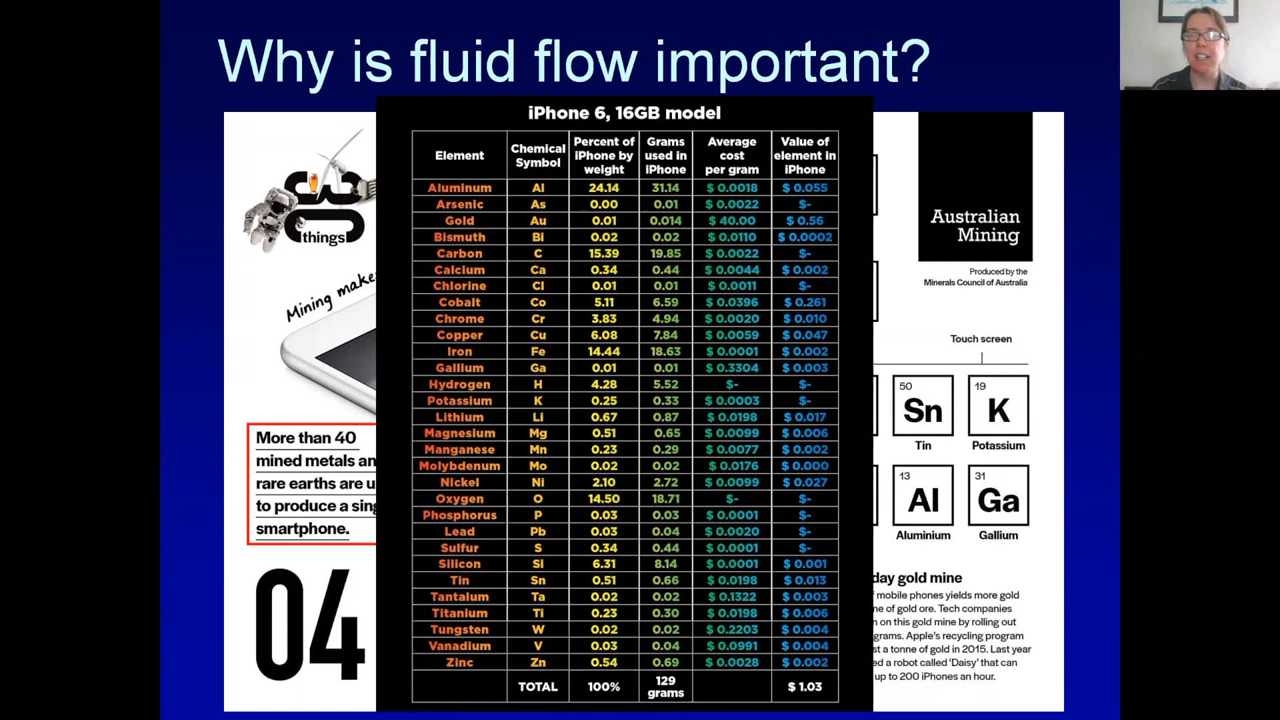 Why is fluid flow important?
things
Mining make
More than 40
mined metals an
rare earths are u
to produce a sing
smartphone.
04
iPhone 6, 16GB model
Element Chemical Symbol Percent of iPhone by weight Grams used in iPhone Average cost per gram Value of element in iPhone
Aluminum Al 24.14 31.14 $ 0.0018 $ 0.055
Arsenic As 0.00 0.01 $ 0.0022 $-
Gold Au 0.01 0.014 $ 40.00 $ 0.56
Bismuth Bi 0.02 0.02 $ 0.0110 $ 0.0002
Carbon C 15.39 19.85 $ 0.0022 $-
Calcium Ca 0.34 0.44 $ 0.0044 $ 0.002
Chlorine Cl 0.01 0.01 $ 0.0011 $-
Cobalt Co 5.11 6.59 $ 0.0396 $ 0.261
Chrome Cr 3.83 4.94 $ 0.0020 $ 0.010
Copper Cu 6.08 7.84 $ 0.0059 $ 0.047
Iron Fe 14.44 18.63 $ 0.0001 $ 0.002
Gallium Ga 0.01 0.01 $ 0.3304 $ 0.003
Hydrogen H 4.28 5.52 $- $-
Potassium K 0.25 0.33 $ 0.0003 $-
Lithium Li 0.67 0.87 $ 0.0198 $ 0.017
Magnesium Mg 0.51 0.65 $ 0.0099 $ 0.006
Manganese Mn 0.23 0.29 $ 0.0077 $ 0.002
Molybdenum Mo 0.02 0.02 $ 0.0176 $ 0.000
Nickel Ni 2.10 2.72 $ 0.0099 $ 0.027
Oxygen O 14.50 18.71 $- $-
Phosphorus P 0.03 0.03 $ 0.0001 $-
Lead Pb 0.03 0.04 $ 0.0020 $-
Sulfur S 0.34 0.44 $ 0.0001 $-
Silicon Si 6.31 8.14 $ 0.0001 $ 0.001
Tin Sn 0.51 0.66 $ 0.0198 $ 0.013
Tantalum Ta 0.02 0.02 $ 0.1322 $ 0.003
Titanium Ti 0.23 0.30 $ 0.0198 $ 0.006
Tungsten W 0.02 0.02 $ 0.2203 $ 0.004
Vanadium V 0.03 0.04 $ 0.0991 $ 0.004
Zinc Zn 0.54 0.69 $ 0.0028 $ 0.002
TOTAL 100% 129 grams $ 1.03
Australian
Mining
Produced by the
Minerals Council of Australia
Touch screen
50 19
Sn K
Tin Potassium
13 31
Al Ga
Aluminium Gallium
day gold mine
f mobile phones yields more gold
ne of gold ore. Tech companies
n on this gold mine by rolling out
grams. Apple's recycling program
st a tonne of gold in 2015. Last year
ed a robot called 'Daisy' that can
up to 200 iPhones an hour.